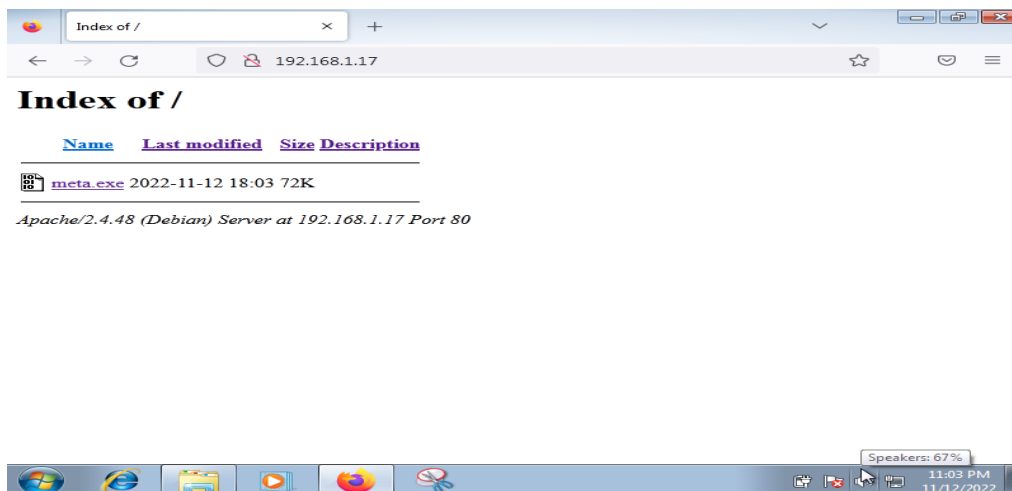 Index of /
192.168.1.17
Index of /
Name Last modified Size Description
meta.exe 2022-11-12 18:03 72K
Apache/2.4.48 (Debian) Server at 192.168.1.17 Port 80
Speakers: 67%
11:03 PM
11/12/2022